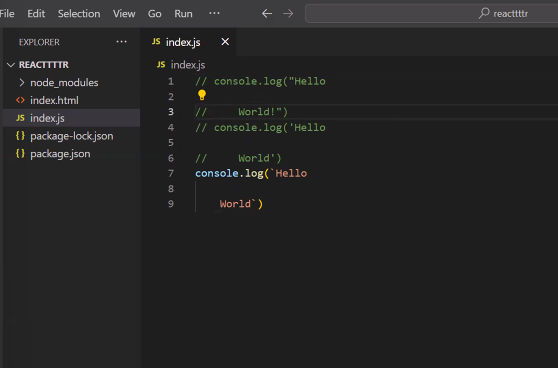 File Edit Selection View Go Run ··· ← → reacttttr
EXPLORER ···
REACTTTTR
node_modules
<> index.html
JS index.js
{} package-lock.json
{} package.json
JS index.js ×
JS index.js
1 // console.log("Hello
2
3 //     World!")
4 // console.log('Hello
5
6 //     World')
7 console.log(`Hello
8
9     World`)